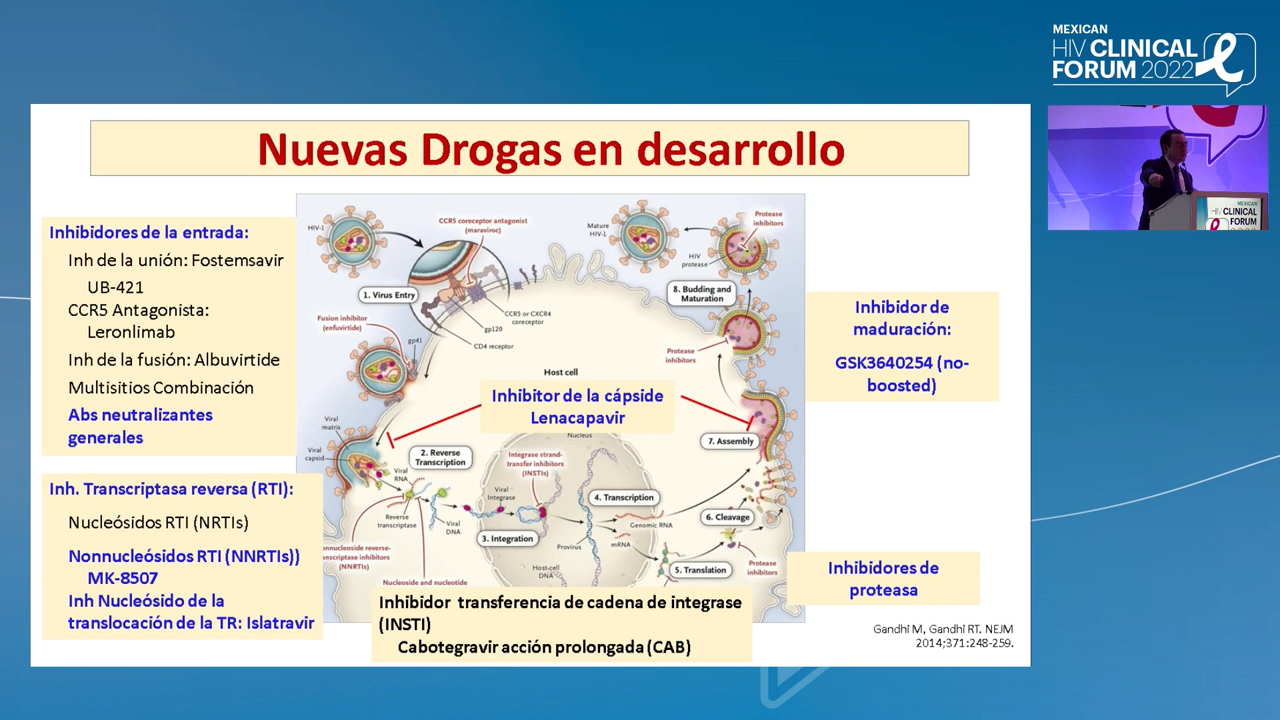 MEXICAN
HIV CLINICAL
FORUM 2022
Nuevas Drogas en desarrollo
Inhibidores de la entrada:
Inh de la unión: Fostemsavir
UB-421
CCR5 Antagonista:
Leronlimab
Inh de la fusión: Albuvirtide
Multisitios Combinación
Abs neutralizantes
generales
Inh. Transcriptasa reversa (RTI):
Nucleósidos RTI (NRTIs)
Nonnucleósidos RTI (NNRTIs))
MK-8507
Inh Nucleósido de la
translocación de la TR: Islatravir
HIV-1
CCR5 coreceptor antagonist
(maraviroc)
1. Virus Entry
CCR5 or CXCR4
coreceptor
gp120
CD4 receptor
Fusion inhibitor
(enfuvirtide)
gp41
Mature
HIV-1
Protease
inhibitors
HIV
protease
8. Budding and
Maturation
Protease
inhibitors
Host cell
Inhibitor de la cápside
Lenacapavir
Viral
matrix
Viral
capsid
2. Reverse
Transcription
Viral
RNA
Reverse
transcriptase
Viral
DNA
Nucleus
Integrase strand-
transfer inhibitors
(INSTIs)
Viral
integrase
3. Integration
4. Transcription
Genomic RNA
mRNA
Provirus
Host-cell
DNA
5. Translation
6. Cleavage
7. Assembly
Protease
inhibitors
nonnucleoside reverse-
transcriptase inhibitors
(NNRTIs)
Nucleoside and nucleotide
Inhibidor transferencia de cadena de integrase
(INSTI)
Cabotegravir acción prolongada (CAB)
Inhibidor de
maduración:
GSK3640254 (no-
boosted)
Inhibidores de
proteasa
Gandhi M, Gandhi RT. NEJM
2014;371:248-259.
MEXICAN
HIV CLINICAL
FORUM